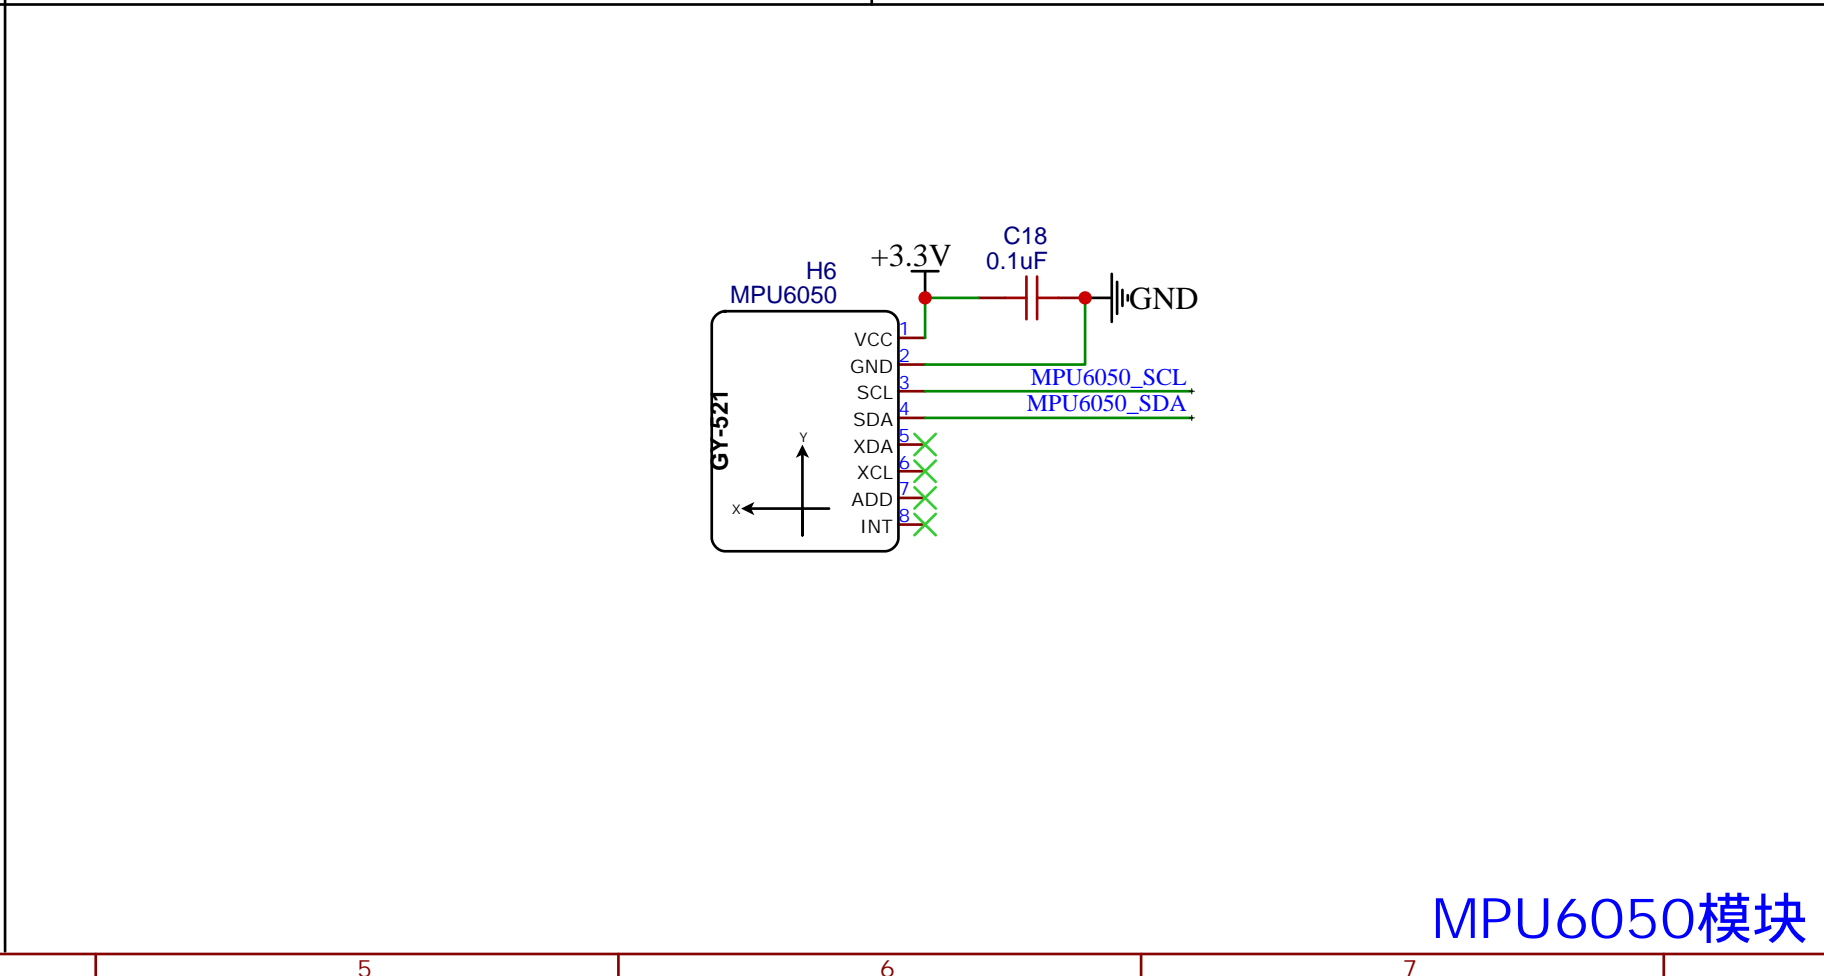 C18
0.1uF
+3.3V
GND
H6
MPU6050
GY-521
VCC 1
GND 2
SCL 3
SDA 4
XDA 5
XCL 6
ADD 7
INT 8
MPU6050_SCL
MPU6050_SDA
Y
X
MPU6050模块
5 6 7